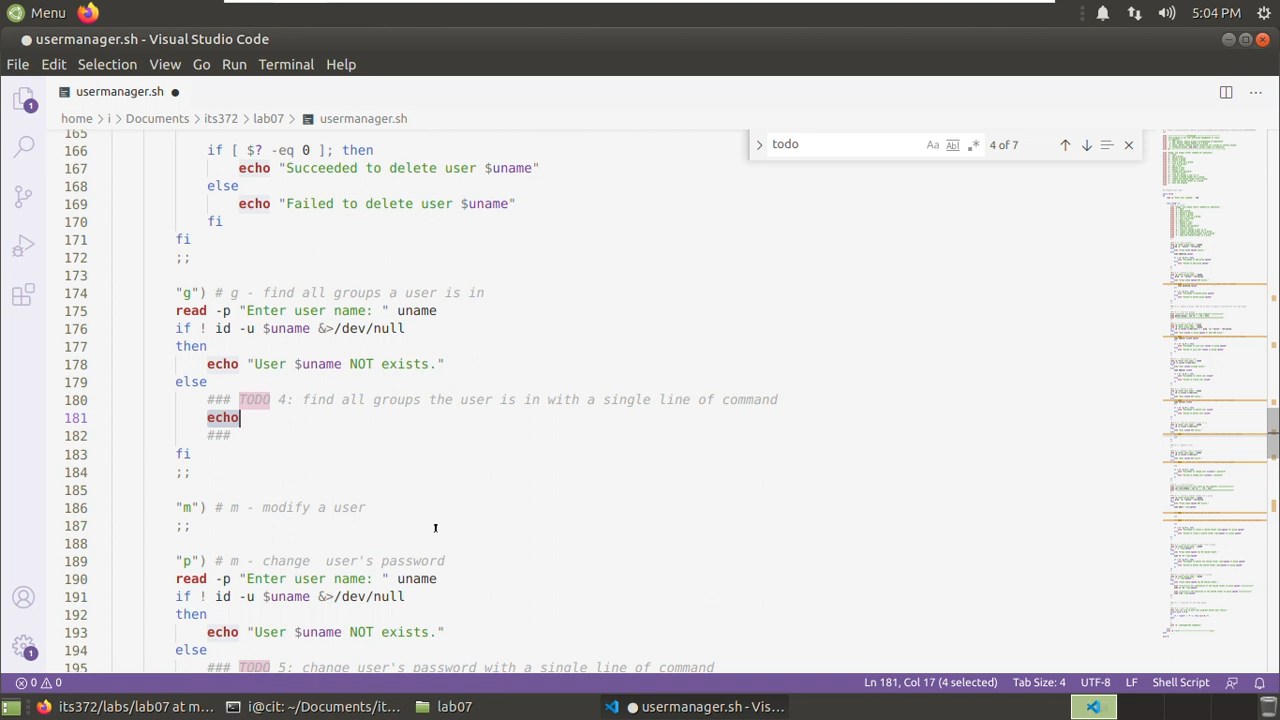 Menu 5:04 PM
● usermanager.sh - Visual Studio Code
File Edit Selection View Go Run Terminal Help
usermanager.sh ●
home > i > Documents > its372 > lab07 > usermanager.sh
todo Aa Abl .* 4 of 7
165
166 if [ $? -eq 0 ]; then
167 echo "Succeeded to delete user $uname"
168 else
169 echo "Failed to delete user $uname"
170 fi
171 fi
172 ;;
173
174 "g") # g - find all groups a user is in
175 read -p "Enter user name: " uname
176 if ! id -u $uname &>/dev/null
177 then
178 echo "User $uname NOT exists."
179 else
180 ### TODO 4: find all groups the user is in with a single line of command
181 echo
182 ###
183 fi
184 ;;
185
186 "m") # m - modify a user
187 ;;
188
189 "p") # m - change user's password
190 read -p "Enter user name: " uname
191 if ! id -u $uname &>/dev/null
192 then
193 echo "User $uname NOT exists."
194 else
195 ### TODO 5: change user's password with a single line of command
1
1
0 0 Ln 181, Col 17 (4 selected) Tab Size: 4 UTF-8 LF Shell Script
its372/labs/lab07 at m... i@cit: ~/Documents/it... lab07 ● usermanager.sh - Vis...